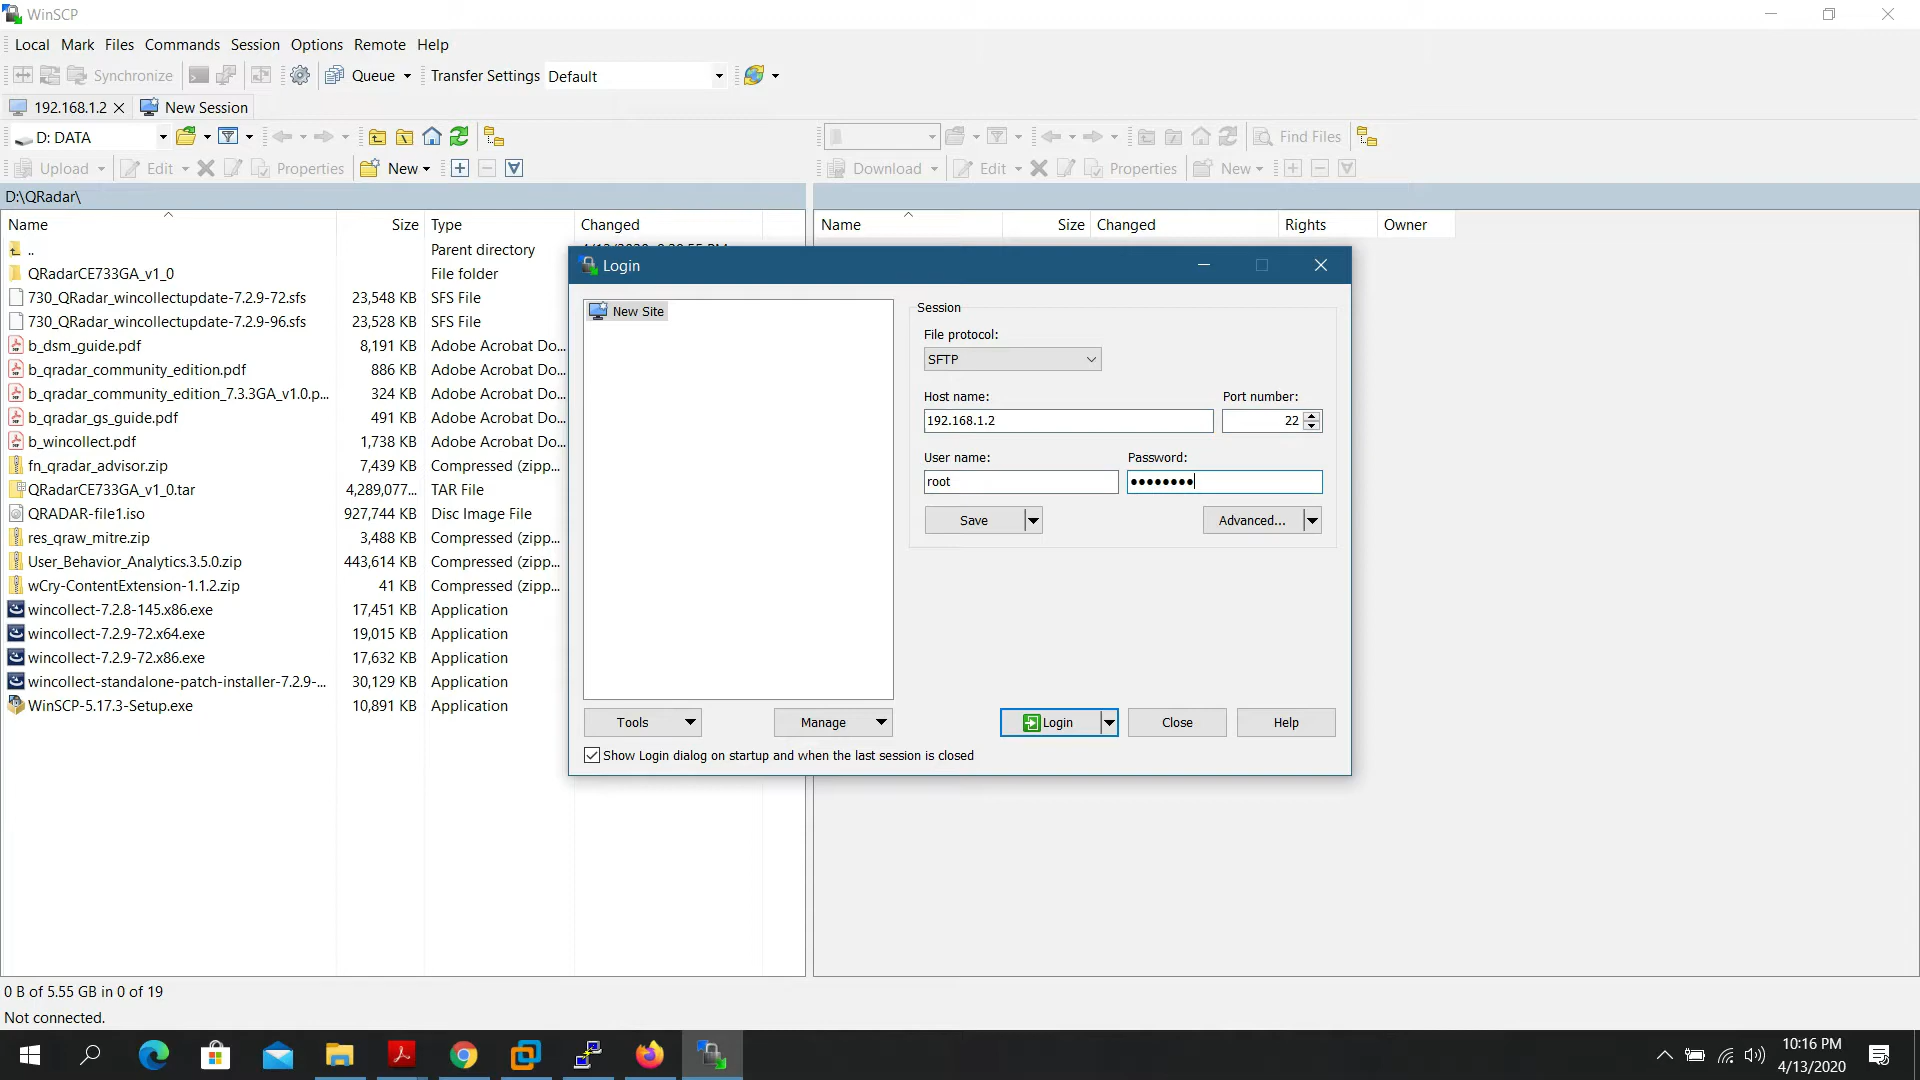 WinSCP
Local Mark Files Commands Session Options Remote Help
Synchronize Queue Transfer Settings Default
192.168.1.2 New Session
D: DATA Find Files
Upload Edit Properties New Download Edit Properties New
D:\QRadar\
Name Size Type Changed Name Size Changed Rights Owner
.. Parent directory
QRadarCE733GA_v1_0 File folder
730_QRadar_wincollectupdate-7.2.9-72.sfs 23,548 KB SFS File
730_QRadar_wincollectupdate-7.2.9-96.sfs 23,528 KB SFS File
b_dsm_guide.pdf 8,191 KB Adobe Acrobat Do...
b_qradar_community_edition.pdf 886 KB Adobe Acrobat Do...
b_qradar_community_edition_7.3.3GA_v1.0.p... 324 KB Adobe Acrobat Do...
b_qradar_gs_guide.pdf 491 KB Adobe Acrobat Do...
b_wincollect.pdf 1,738 KB Adobe Acrobat Do...
fn_qradar_advisor.zip 7,439 KB Compressed (zipp...
QRadarCE733GA_v1_0.tar 4,289,077... TAR File
QRADAR-file1.iso 927,744 KB Disc Image File
res_qraw_mitre.zip 3,488 KB Compressed (zipp...
User_Behavior_Analytics.3.5.0.zip 443,614 KB Compressed (zipp...
wCry-ContentExtension-1.1.2.zip 41 KB Compressed (zipp...
wincollect-7.2.8-145.x86.exe 17,451 KB Application
wincollect-7.2.9-72.x64.exe 19,015 KB Application
wincollect-7.2.9-72.x86.exe 17,632 KB Application
wincollect-standalone-patch-installer-7.2.9-... 30,129 KB Application
WinSCP-5.17.3-Setup.exe 10,891 KB Application
Login
New Site
Session
File protocol:
SFTP
Host name: Port number:
192.168.1.2 22
User name: Password:
root ••••••••
Save Advanced...
Tools Manage Login Close Help
Show Login dialog on startup and when the last session is closed
0 B of 5.55 GB in 0 of 19
Not connected.
10:16 PM
4/13/2020